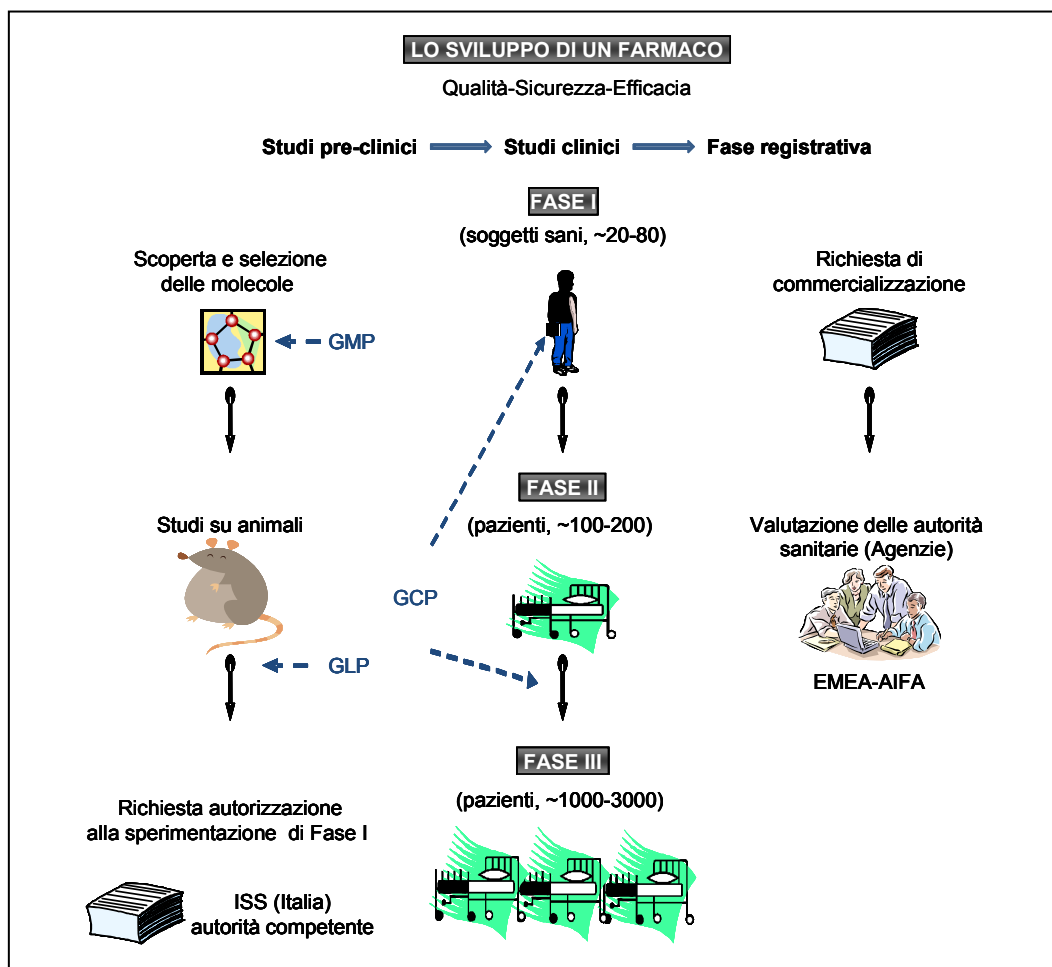 LO SVILUPPO DI UN FARMACO
Qualità-Sicurezza-Efficacia
Studi pre-clinici
Studi clinici
Fase registrativa
Scoperta e selezione
delle molecole
GMP
Studi su animali
GLP
Richiesta autorizzazione
alla sperimentazione di Fase I
ISS (Italia)
autorità competente
FASE I
(soggetti sani, ~20-80)
FASE II
(pazienti, ~100-200)
GCP
FASE III
(pazienti, ~1000-3000)
Richiesta di
commercializzazione
Valutazione delle autorità
sanitarie (Agenzie)
EMEA-AIFA